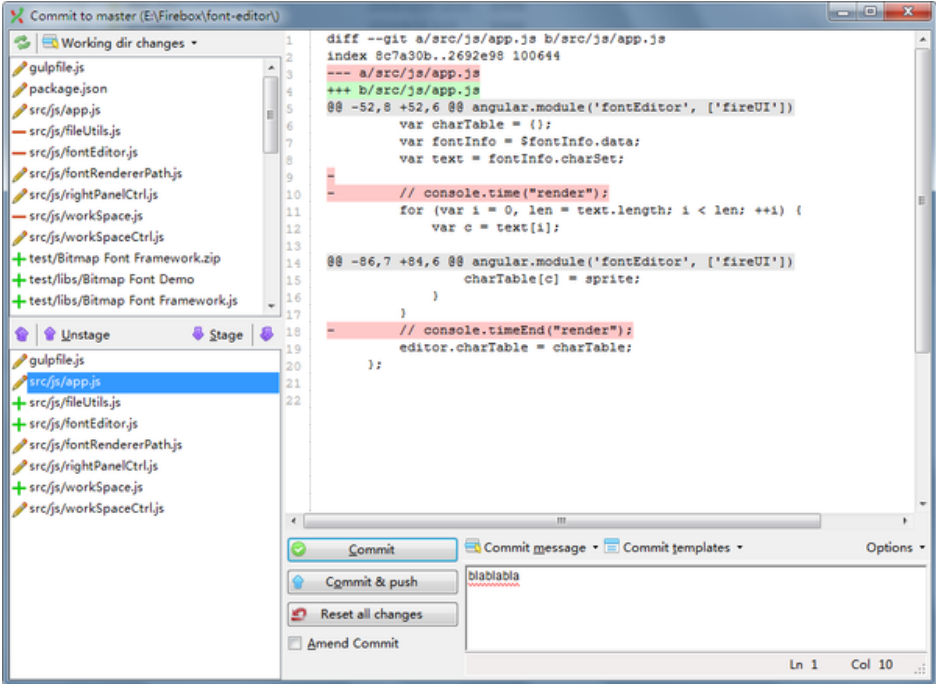 Commit to master (E:\Firebox\font-editor\)
Working dir changes
gulpfile.js
package.json
src/js/app.js
src/js/fileUtils.js
src/js/fontEditor.js
src/js/fontRendererPath.js
src/js/rightPanelCtrl.js
src/js/workSpace.js
src/js/workSpaceCtrl.js
test/Bitmap Font Framework.zip
test/libs/Bitmap Font Demo
test/libs/Bitmap Font Framework.js
Unstage
Stage
gulpfile.js
src/js/app.js
src/js/fileUtils.js
src/js/fontEditor.js
src/js/fontRendererPath.js
src/js/rightPanelCtrl.js
src/js/workSpace.js
src/js/workSpaceCtrl.js
1 diff --git a/src/js/app.js b/src/js/app.js
2 index 8c7a30b..2692e98 100644
3 --- a/src/js/app.js
4 +++ b/src/js/app.js
5 @@ -52,8 +52,6 @@ angular.module('fontEditor', ['fireUI'])
6 var charTable = {};
7 var fontInfo = $fontInfo.data;
8 var text = fontInfo.charSet;
9 -
10 - // console.time("render");
11 for (var i = 0, len = text.length; i < len; ++i) {
12 var c = text[i];
13
14 @@ -86,7 +84,6 @@ angular.module('fontEditor', ['fireUI'])
15 charTable[c] = sprite;
16 }
17 }
18 - // console.timeEnd("render");
19 editor.charTable = charTable;
20 };
21
22
Commit
Commit & push
Reset all changes
Amend Commit
Commit message
Commit templates
Options
blablabla
Ln 1 Col 10